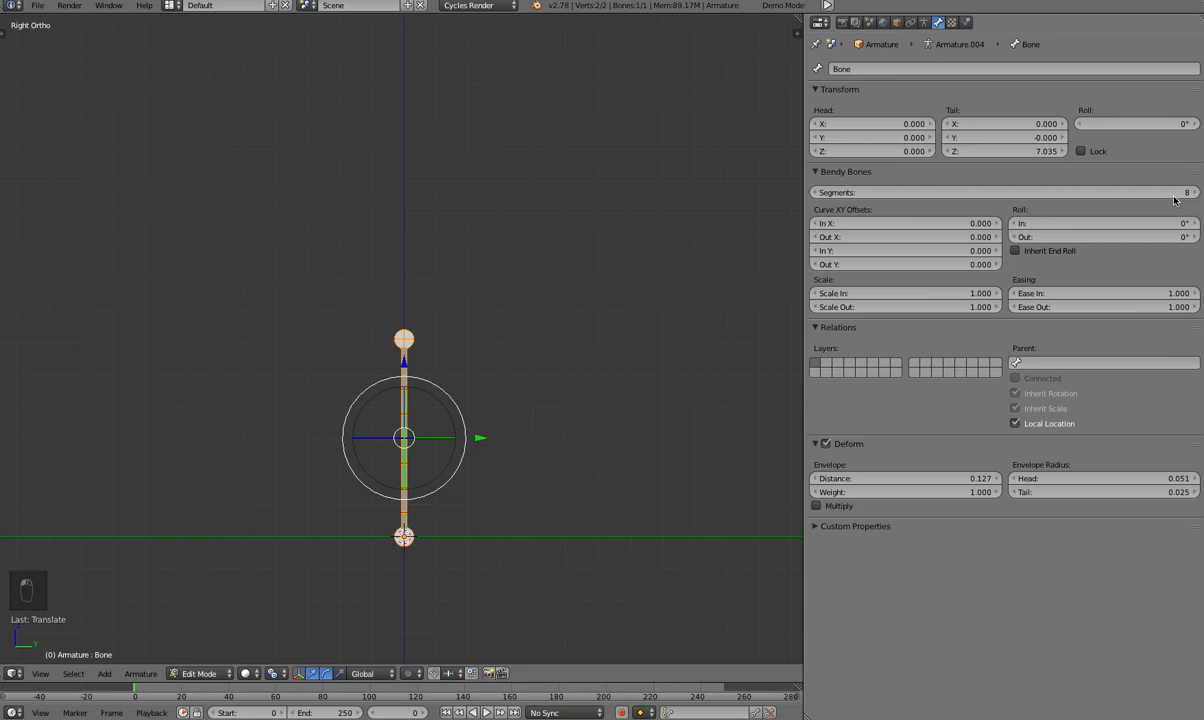 File Render Window Help Default Scene Cycles Render v2.78 | Verts:2/2 | Bones:1/1 | Mem:89.17M | Armature Demo Mode:
Right Ortho
Armature Armature.004 Bone
Bone
Transform
Head: Tail: Roll:
X: 0.000 X: 0.000 0°
Y: 0.000 Y: -0.000
Z: 0.000 Z: 7.035 Lock
Bendy Bones
Segments: 8
Curve XY Offsets: Roll:
In X: 0.000 In: 0°
Out X: 0.000 Out: 0°
In Y: 0.000 Inherit End Roll
Out Y: 0.000
Scale: Easing:
Scale In: 1.000 Ease In: 1.000
Scale Out: 1.000 Ease Out: 1.000
Relations
Layers: Parent:
Connected
Inherit Rotation
Inherit Scale
Local Location
Deform
Envelope: Envelope Radius:
Distance: 0.127 Head: 0.051
Weight: 1.000 Tail: 0.025
Multiply
Custom Properties
Last: Translate
y
(0) Armature : Bone
View Select Add Armature Edit Mode Global
-40 -20 0 20 40 60 80 100 120 140 160 180 200 220 240 260 280
View Marker Frame Playback Start: 0 End: 250 0 No Sync